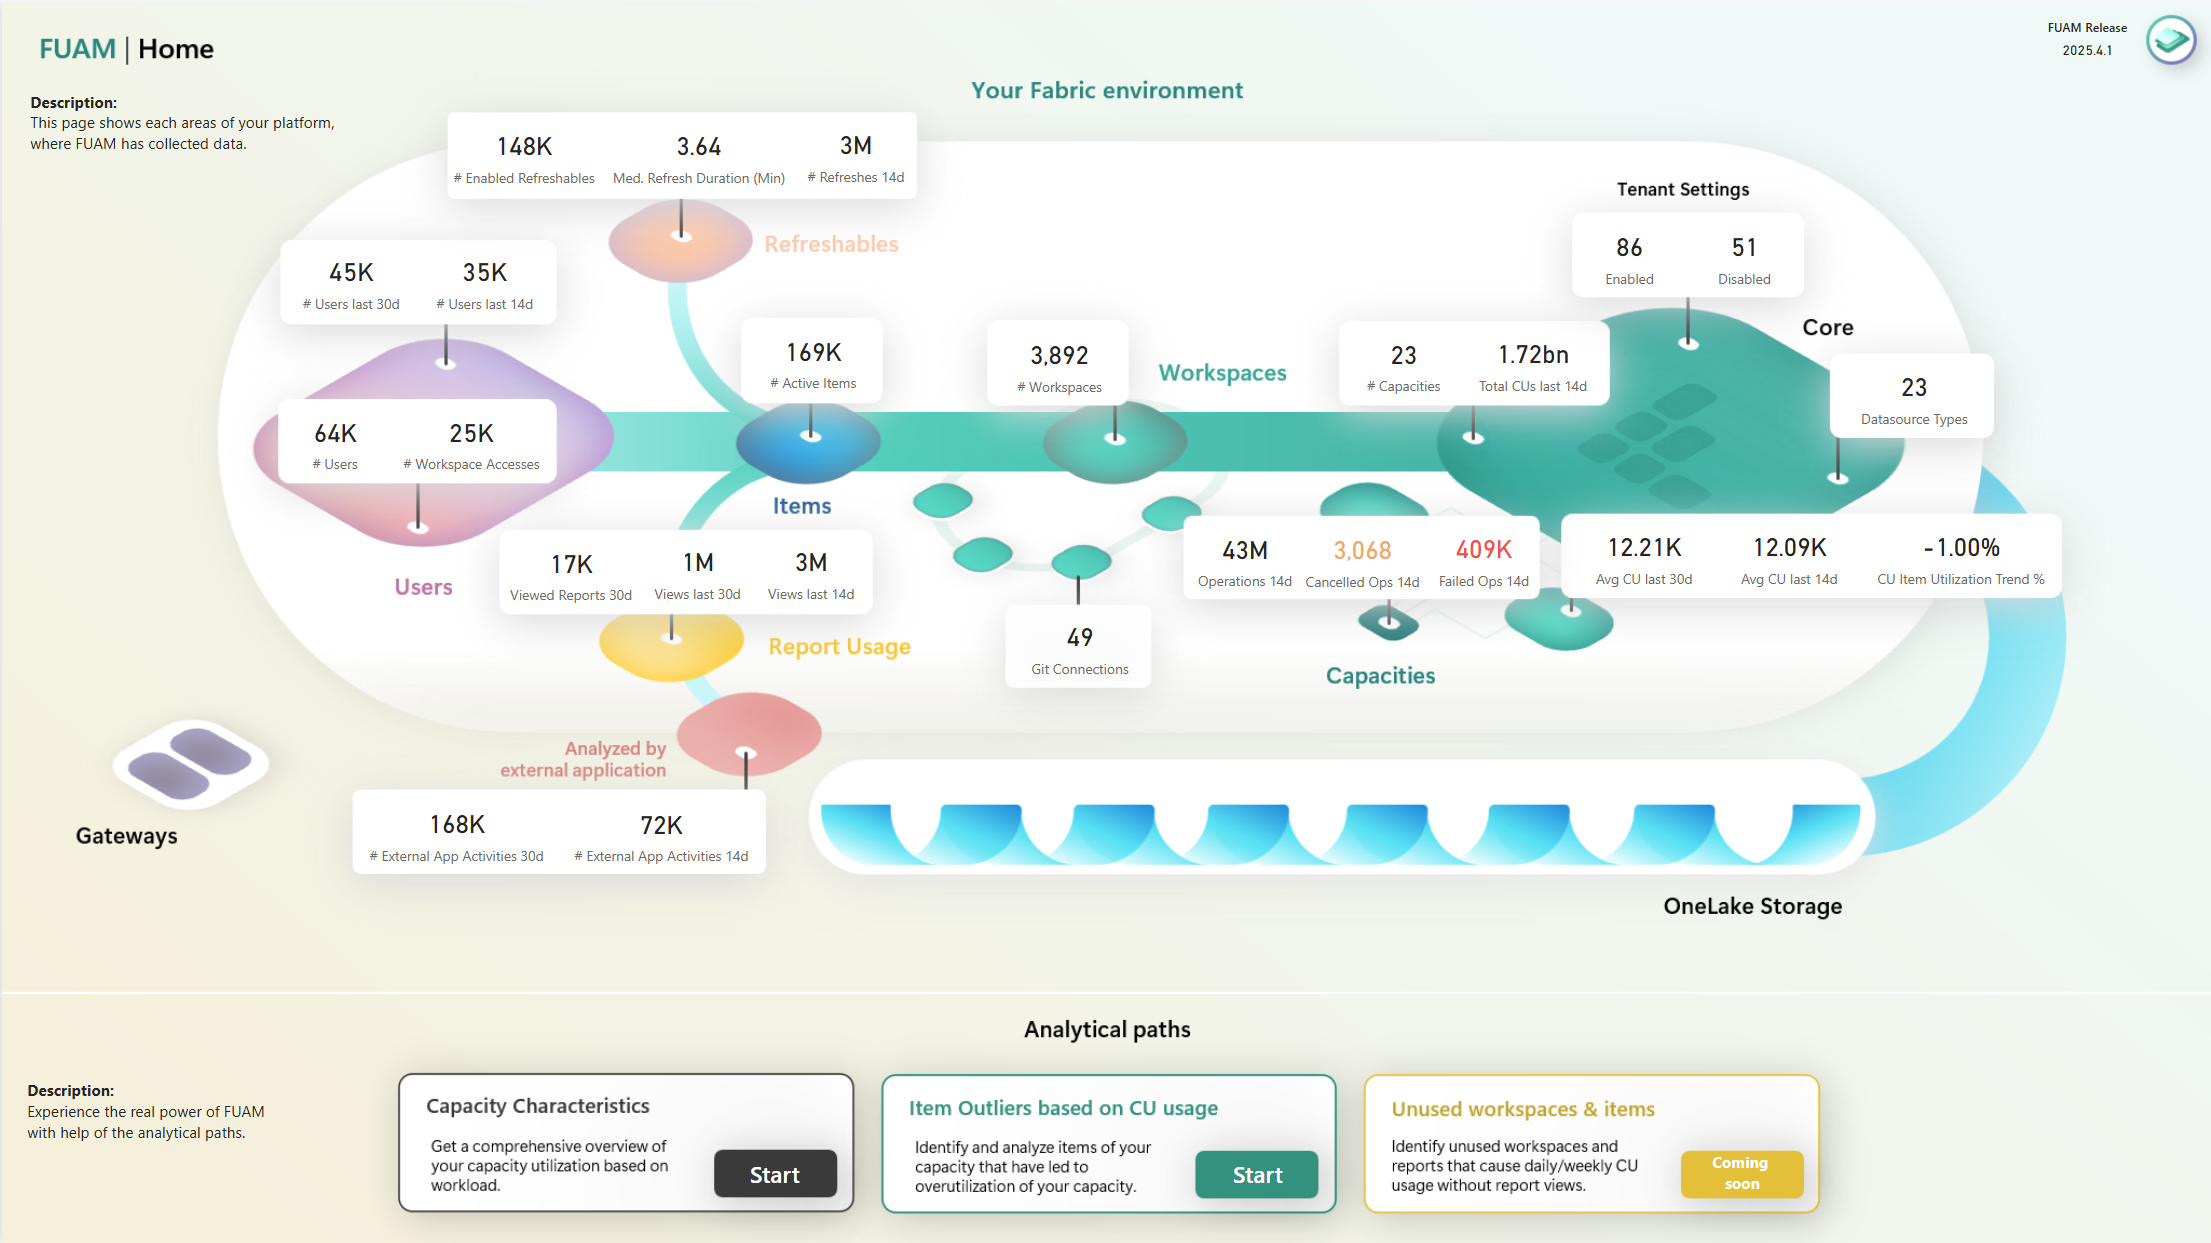 FUAM | Home
FUAM Release
2025.4.1
Description:
This page shows each areas of your platform,
where FUAM has collected data.
Your Fabric environment
148K
# Enabled Refreshables
3.64
Med. Refresh Duration (Min)
3M
# Refreshes 14d
Refreshables
Tenant Settings
86
Enabled
51
Disabled
45K
# Users last 30d
35K
# Users last 14d
169K
# Active Items
3,892
# Workspaces
Workspaces
23
# Capacities
1.72bn
Total CUs last 14d
Core
23
Datasource Types
64K
# Users
25K
# Workspace Accesses
Items
Users
17K
Viewed Reports 30d
1M
Views last 30d
3M
Views last 14d
43M
Operations 14d
3,068
Cancelled Ops 14d
409K
Failed Ops 14d
12.21K
Avg CU last 30d
12.09K
Avg CU last 14d
-1.00%
CU Item Utilization Trend %
Report Usage
49
Git Connections
Capacities
Analyzed by
external application
Gateways
168K
# External App Activities 30d
72K
# External App Activities 14d
OneLake Storage
Analytical paths
Description:
Experience the real power of FUAM
with help of the analytical paths.
Capacity Characteristics
Get a comprehensive overview of
your capacity utilization based on
workload.
Start
Item Outliers based on CU usage
Identify and analyze items of your
capacity that have led to
overutilization of your capacity.
Start
Unused workspaces & items
Identify unused workspaces and
reports that cause daily/weekly CU
usage without report views.
Coming
soon